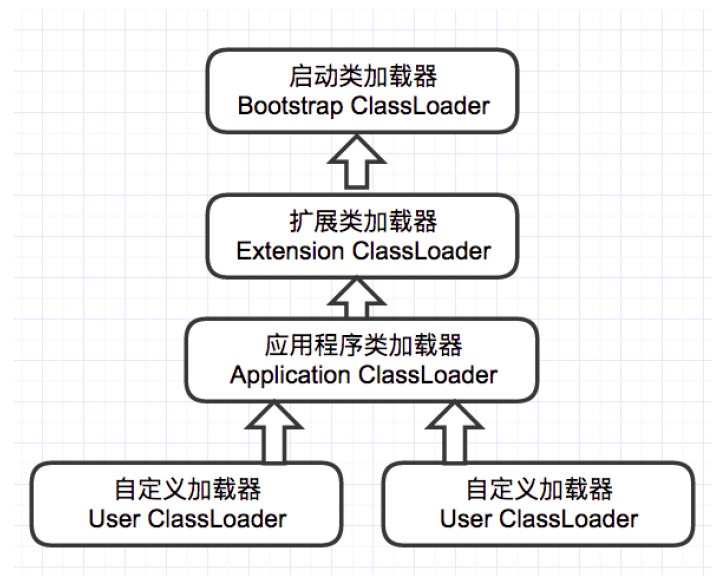 启动类加载器
Bootstrap ClassLoader
扩展类加载器
Extension ClassLoader
应用程序类加载器
Application ClassLoader
自定义加载器
User ClassLoader
自定义加载器
User ClassLoader